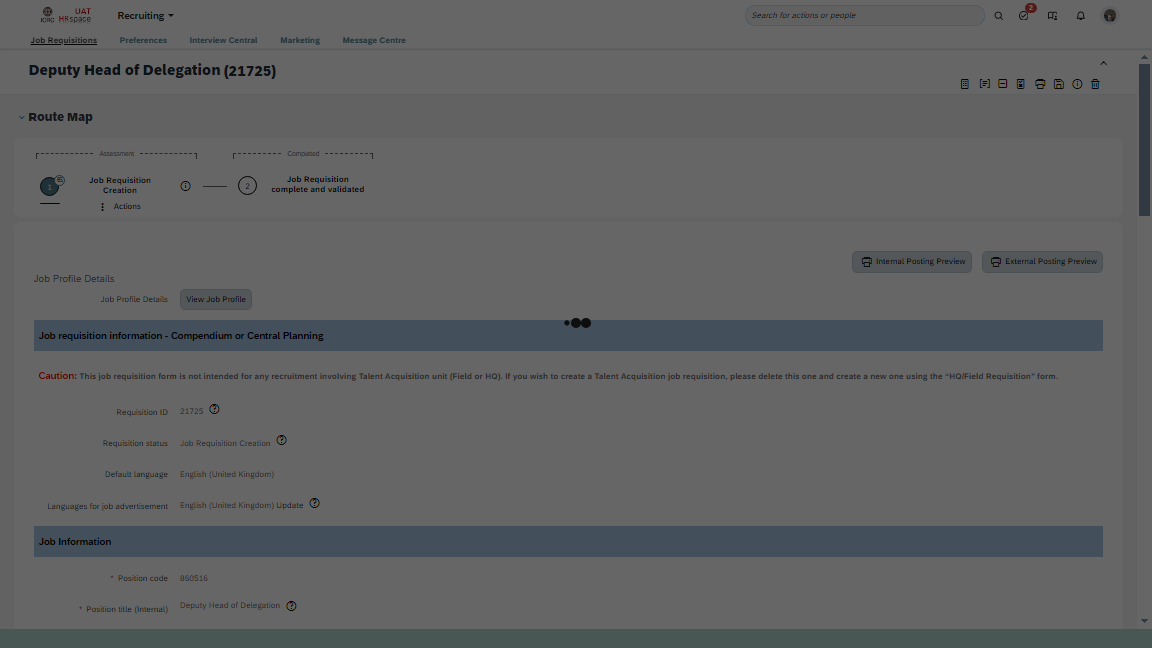 ICRC
UAT
HRspace
Recruiting
Search for actions or people
2
Job Requisitions
Preferences
Interview Central
Marketing
Message Centre
Deputy Head of Delegation (21725)
Route Map
Assessment
Completed
1
Job Requisition
Creation
2
Job Requisition
complete and validated
Actions
Internal Posting Preview
External Posting Preview
Job Profile Details
Job Profile Details
View Job Profile
Job requisition information - Compendium or Central Planning
Caution: This job requisition form is not intended for any recruitment involving Talent Acquisition unit (Field or HQ). If you wish to create a Talent Acquisition job requisition, please delete this one and create a new one using the “HQ/Field Requisition” form.
Requisition ID 21725
Requisition status Job Requisition Creation
Default language English (United Kingdom)
Languages for job advertisement English (United Kingdom) Update
Job Information
* Position code 860516
* Position title (Internal) Deputy Head of Delegation